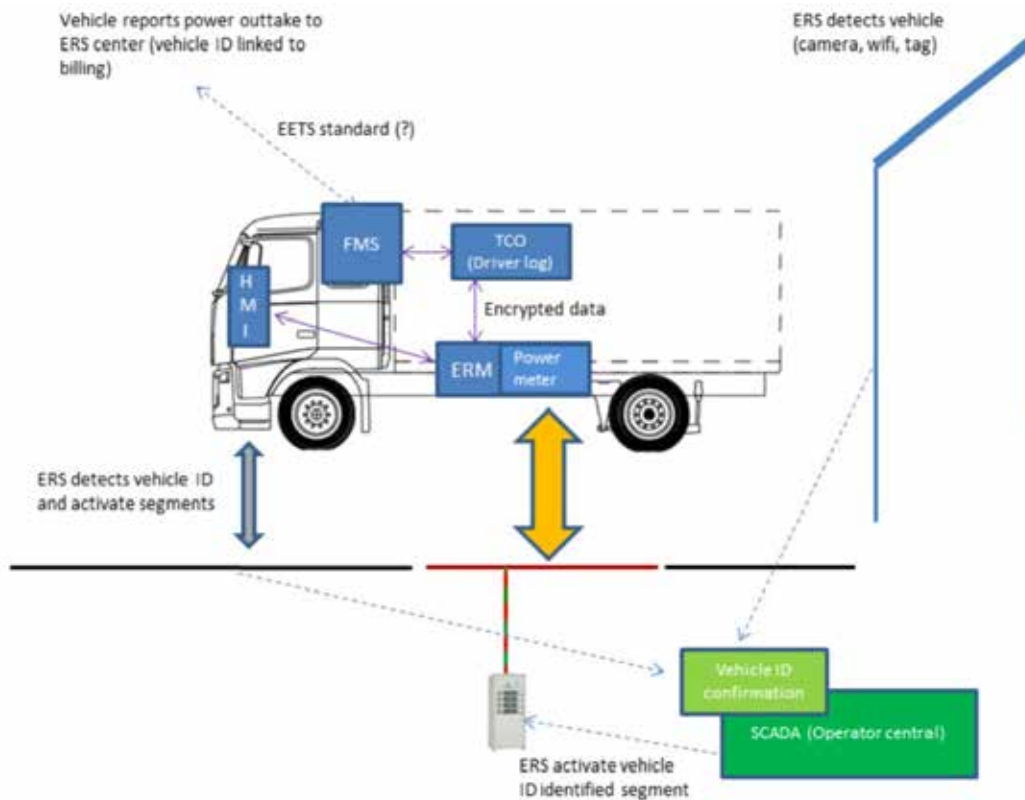 Vehicle reports power outtake to
ERS center (vehicle ID linked to
billing)
ERS detects vehicle
(camera, wifi, tag)
EETS standard (?)
FMS
TCO
(Driver log)
H
M
I
Encrypted data
ERM
Power
meter
ERS detects vehicle ID
and activate segments
Vehicle ID
confirmation
SCADA (Operator central)
ERS activate vehicle
ID identified segment